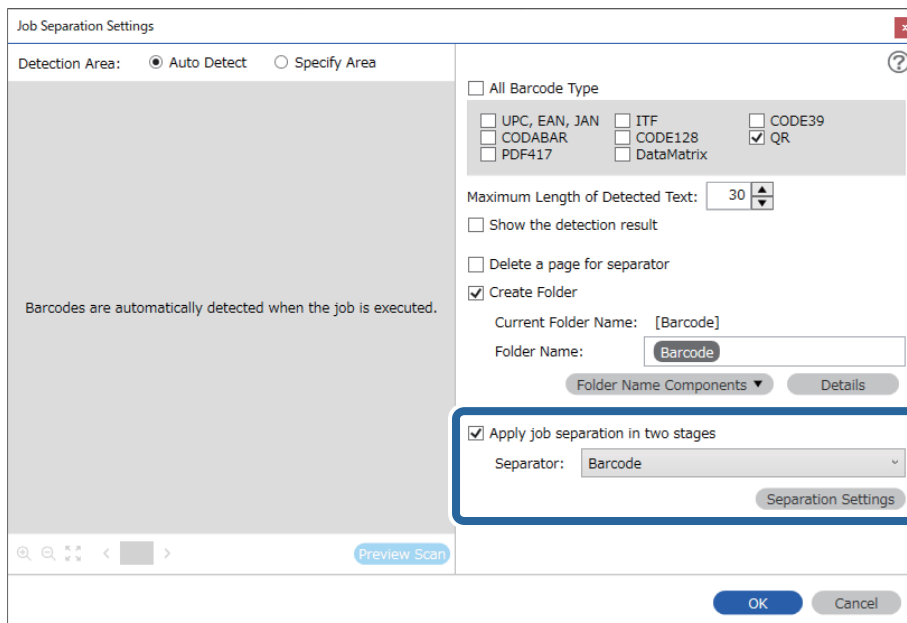 Job Separation Settings
x
Detection Area: Auto Detect Specify Area
?
All Barcode Type
UPC, EAN, JAN ITF CODE39
CODABAR CODE128 QR
PDF417 DataMatrix
Maximum Length of Detected Text: 30
Show the detection result
Delete a page for separator
Create Folder
Current Folder Name: [Barcode]
Folder Name: Barcode
Folder Name Components Details
Apply job separation in two stages
Separator: Barcode
Separation Settings
Barcodes are automatically detected when the job is executed.
Preview Scan
OK Cancel